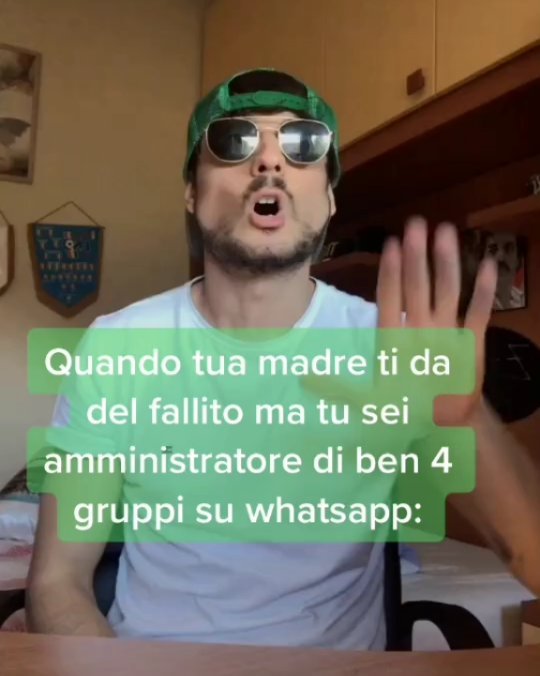 Quando tua madre ti da
del fallito ma tu sei
amministratore di ben 4
gruppi su whatsapp: